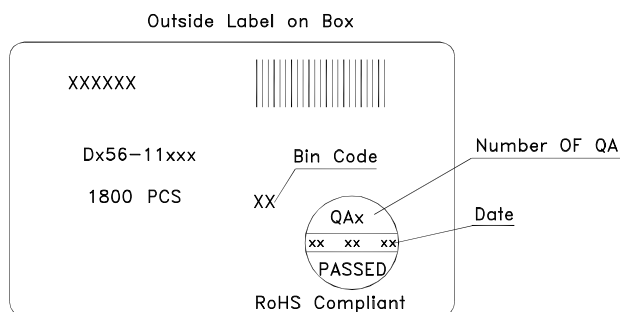 Outside Label on Box
XXXXXX
Dx56-11xxx
Bin Code
Number OF QA
1800 PCS
XX
QAx
Date
xx xx xx
PASSED
RoHS Compliant